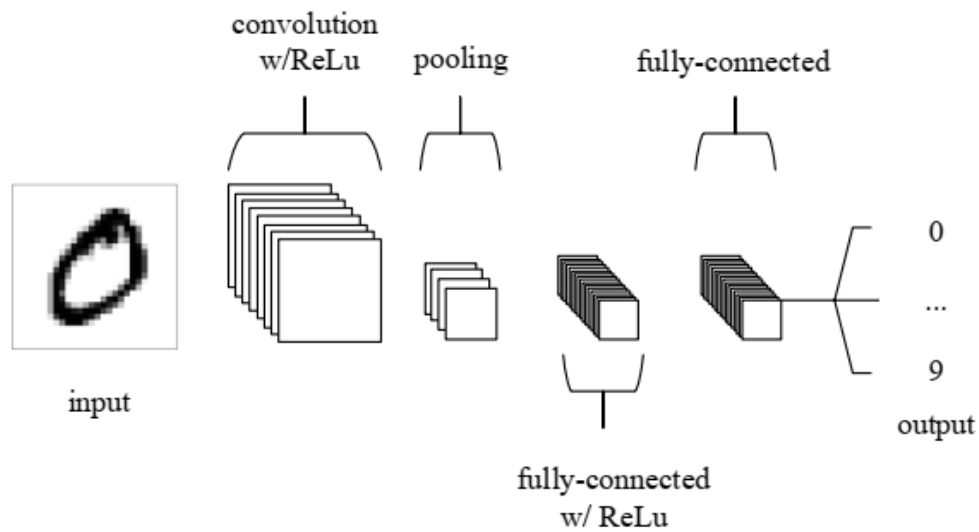 convolution
w/ReLu
pooling
fully-connected
0
...
9
input
output
fully-connected
w/ ReLu